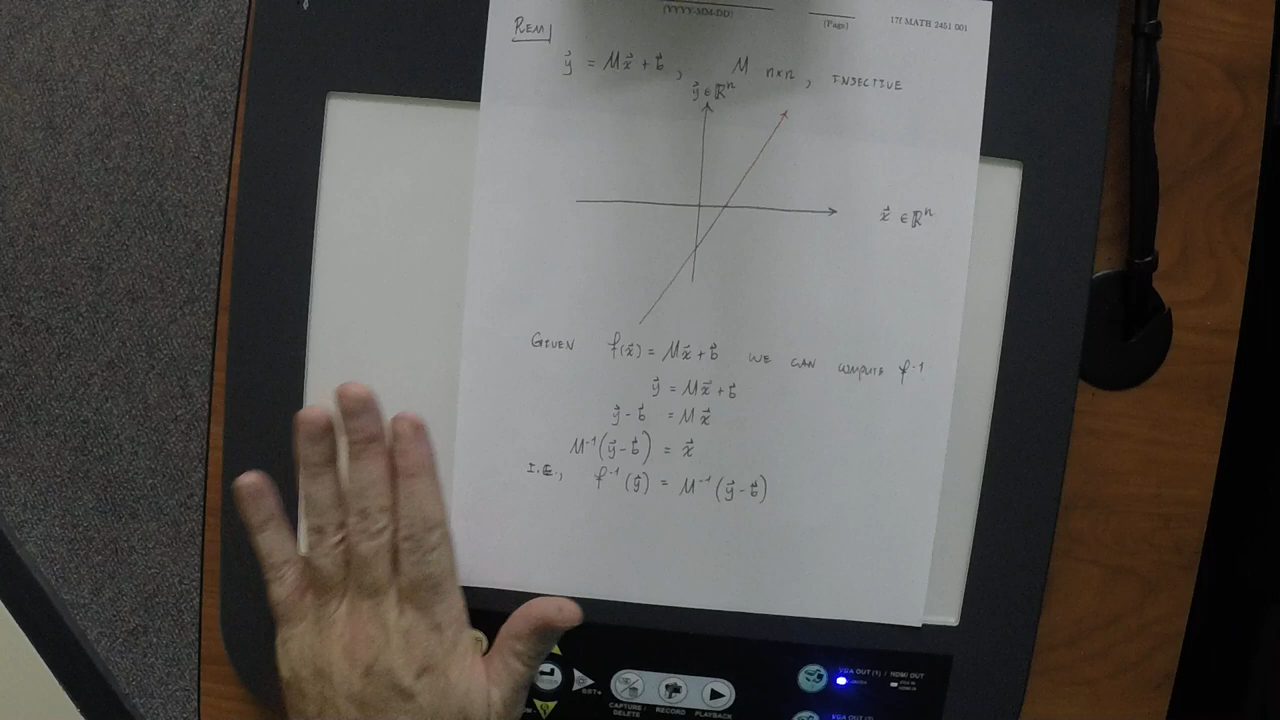 (YYYY-MM-DD) (Page) 17f MATH 2451 001
REM
y⃗ = Mx⃗ + b⃗, M n×n, INJECTIVE
y⃗ ∈ ℝⁿ
x⃗ ∈ ℝⁿ
GIVEN f(x⃗) = Mx⃗ + b⃗ WE CAN COMPUTE f⁻¹
y⃗ = Mx⃗ + b⃗
y⃗ - b⃗ = Mx⃗
M⁻¹(y⃗ - b⃗) = x⃗
I.E., f⁻¹(y⃗) = M⁻¹(y⃗ - b⃗)
VGA OUT (1) / HDMI OUT
CAPTURE / DELETE RECORD PLAYBACK